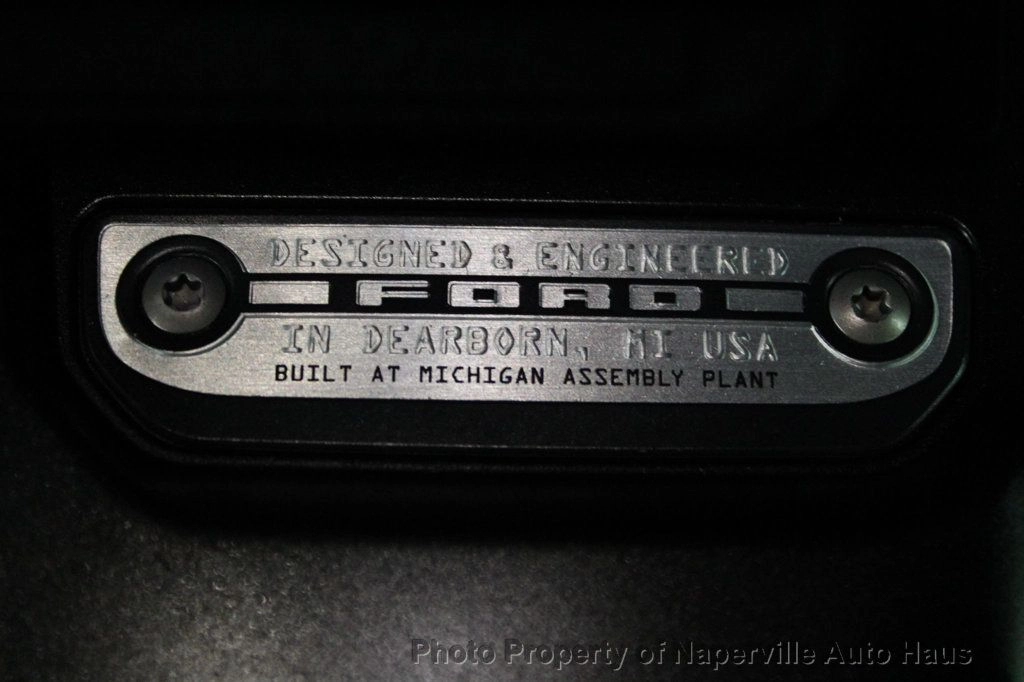 DESIGNED & ENGINEERED
FORD
IN DEARBORN, MI USA
BUILT AT MICHIGAN ASSEMBLY PLANT
Photo Property of Naperville Auto Haus